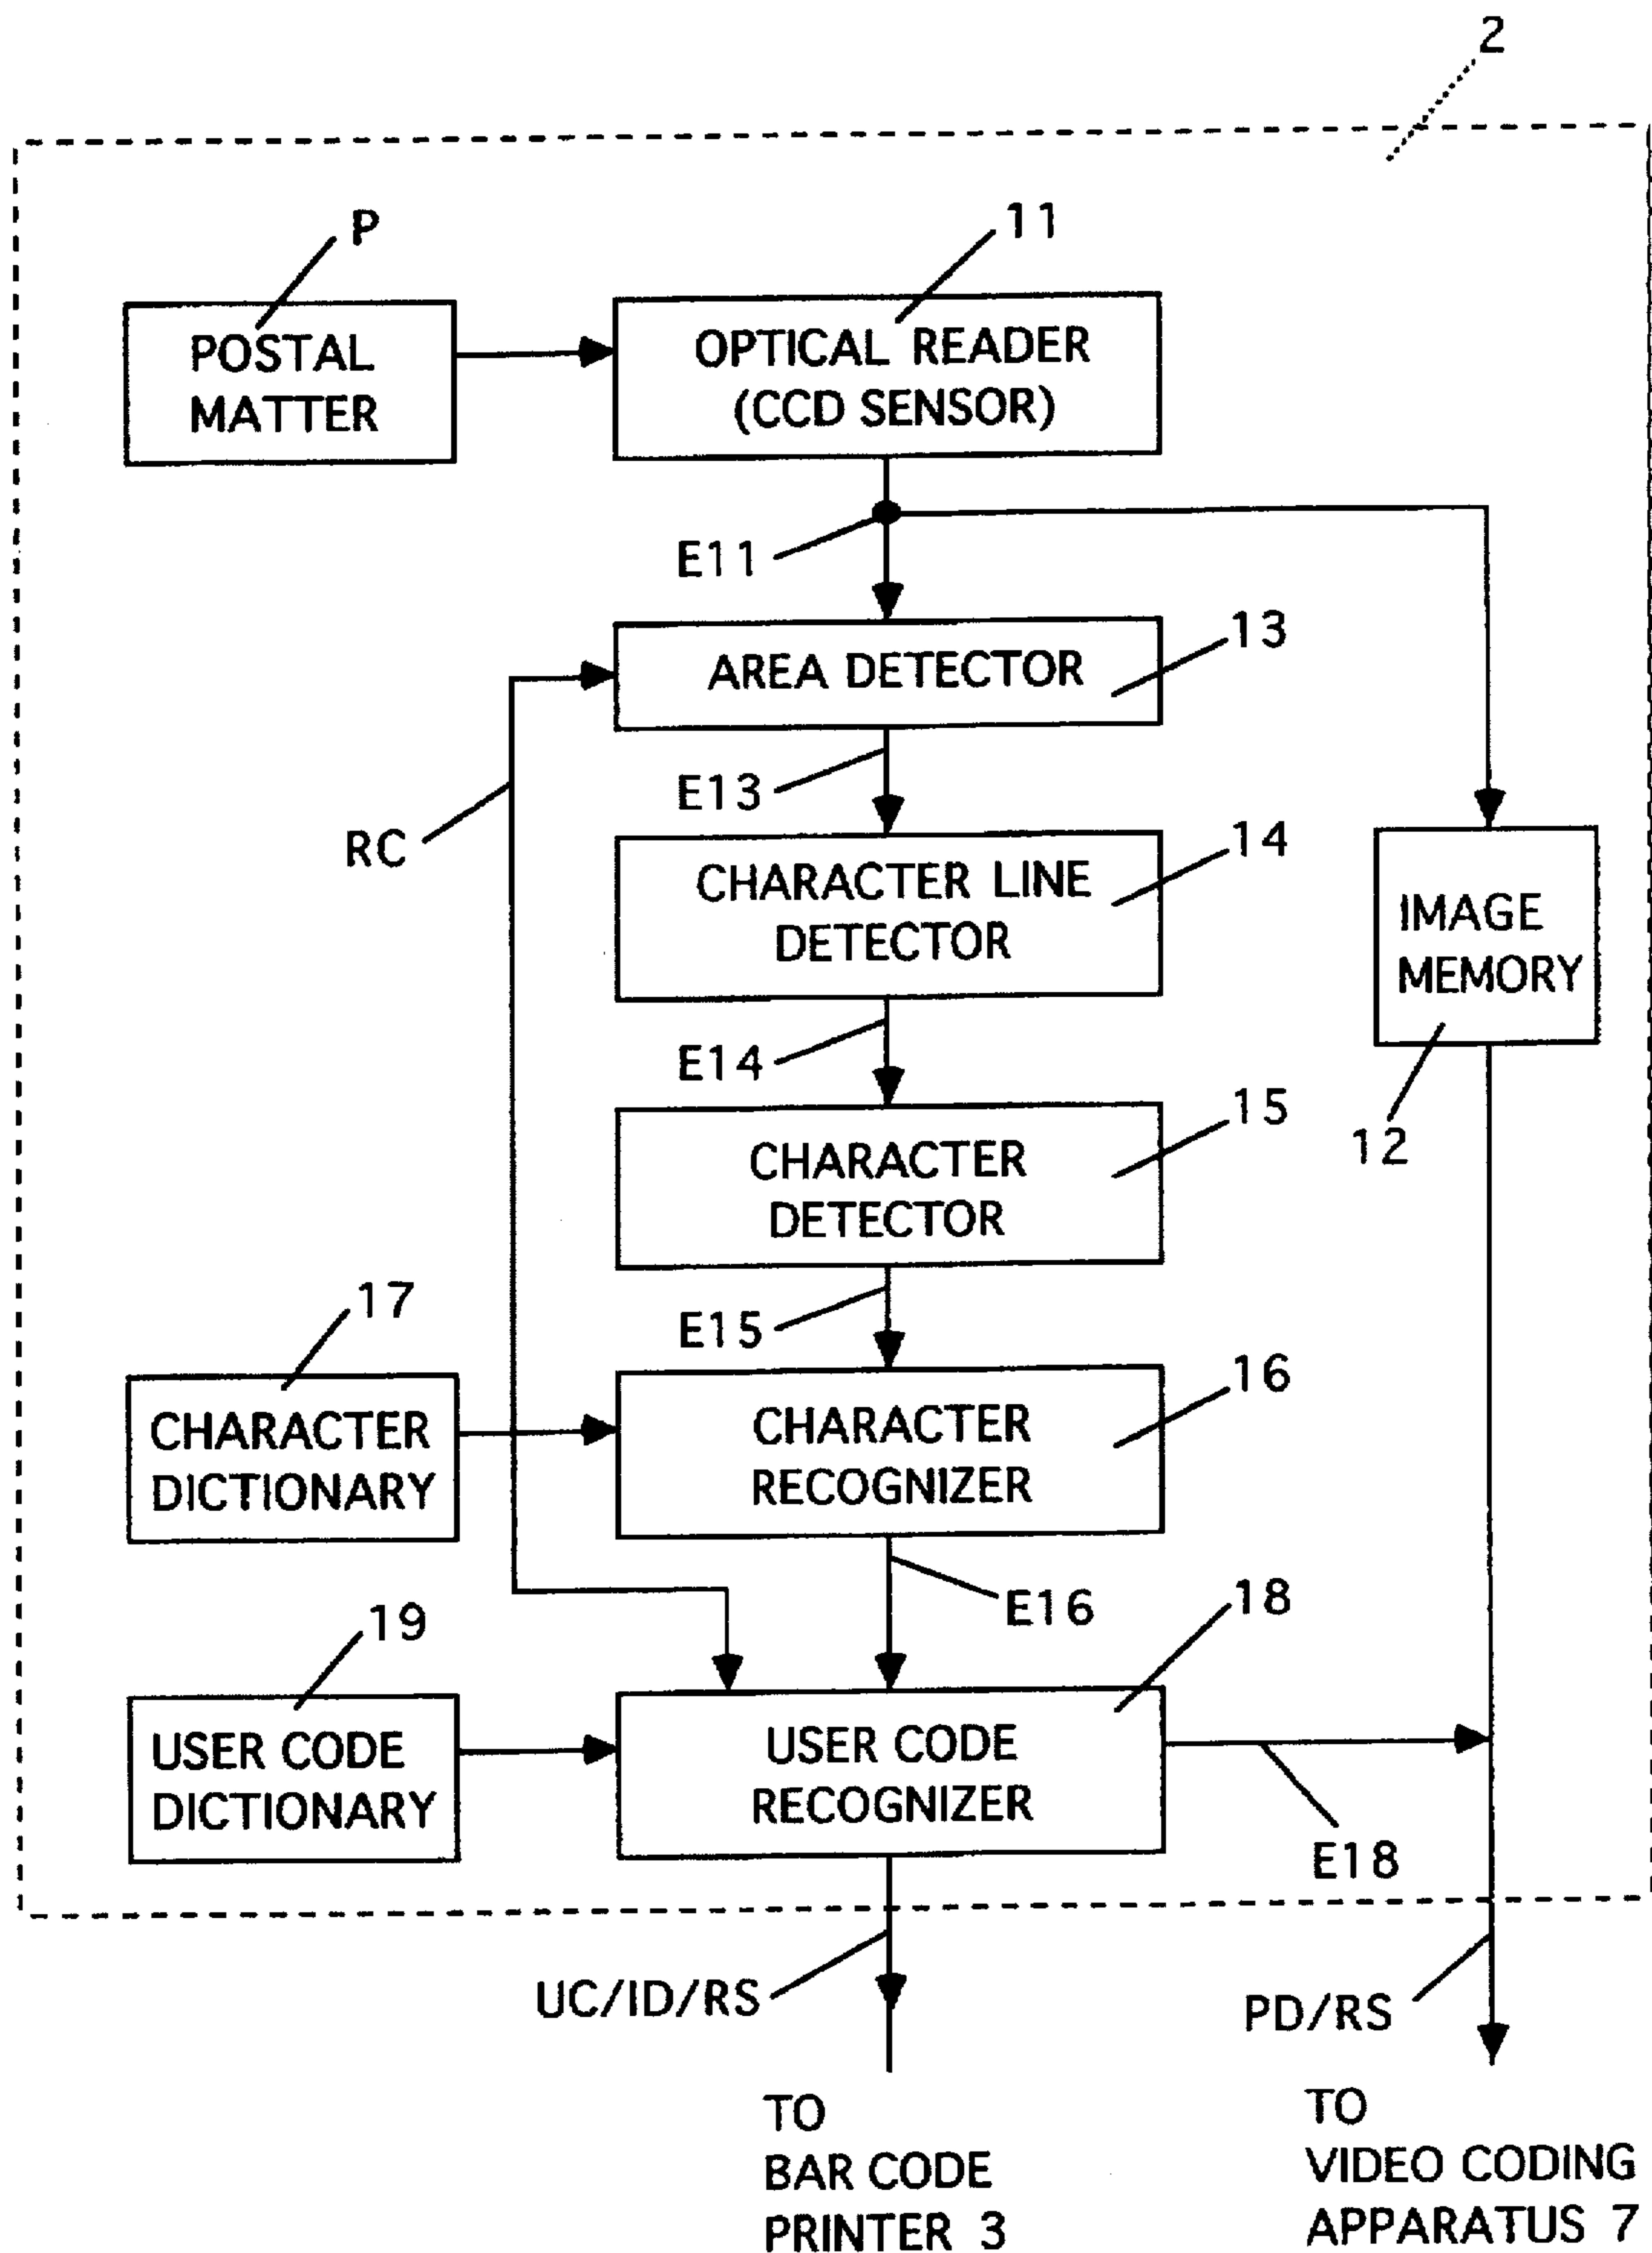 2
P
11
POSTAL
MATTER
OPTICAL READER
(CCD SENSOR)
E11
13
AREA DETECTOR
E13
RC
14
CHARACTER LINE
DETECTOR
IMAGE
MEMORY
12
E14
15
CHARACTER
DETECTOR
E15
17
CHARACTER
DICTIONARY
16
CHARACTER
RECOGNIZER
E16
19
USER CODE
DICTIONARY
18
USER CODE
RECOGNIZER
E18
UC/ID/RS
PD/RS
TO
BAR CODE
PRINTER 3
TO
VIDEO CODING
APPARATUS 7